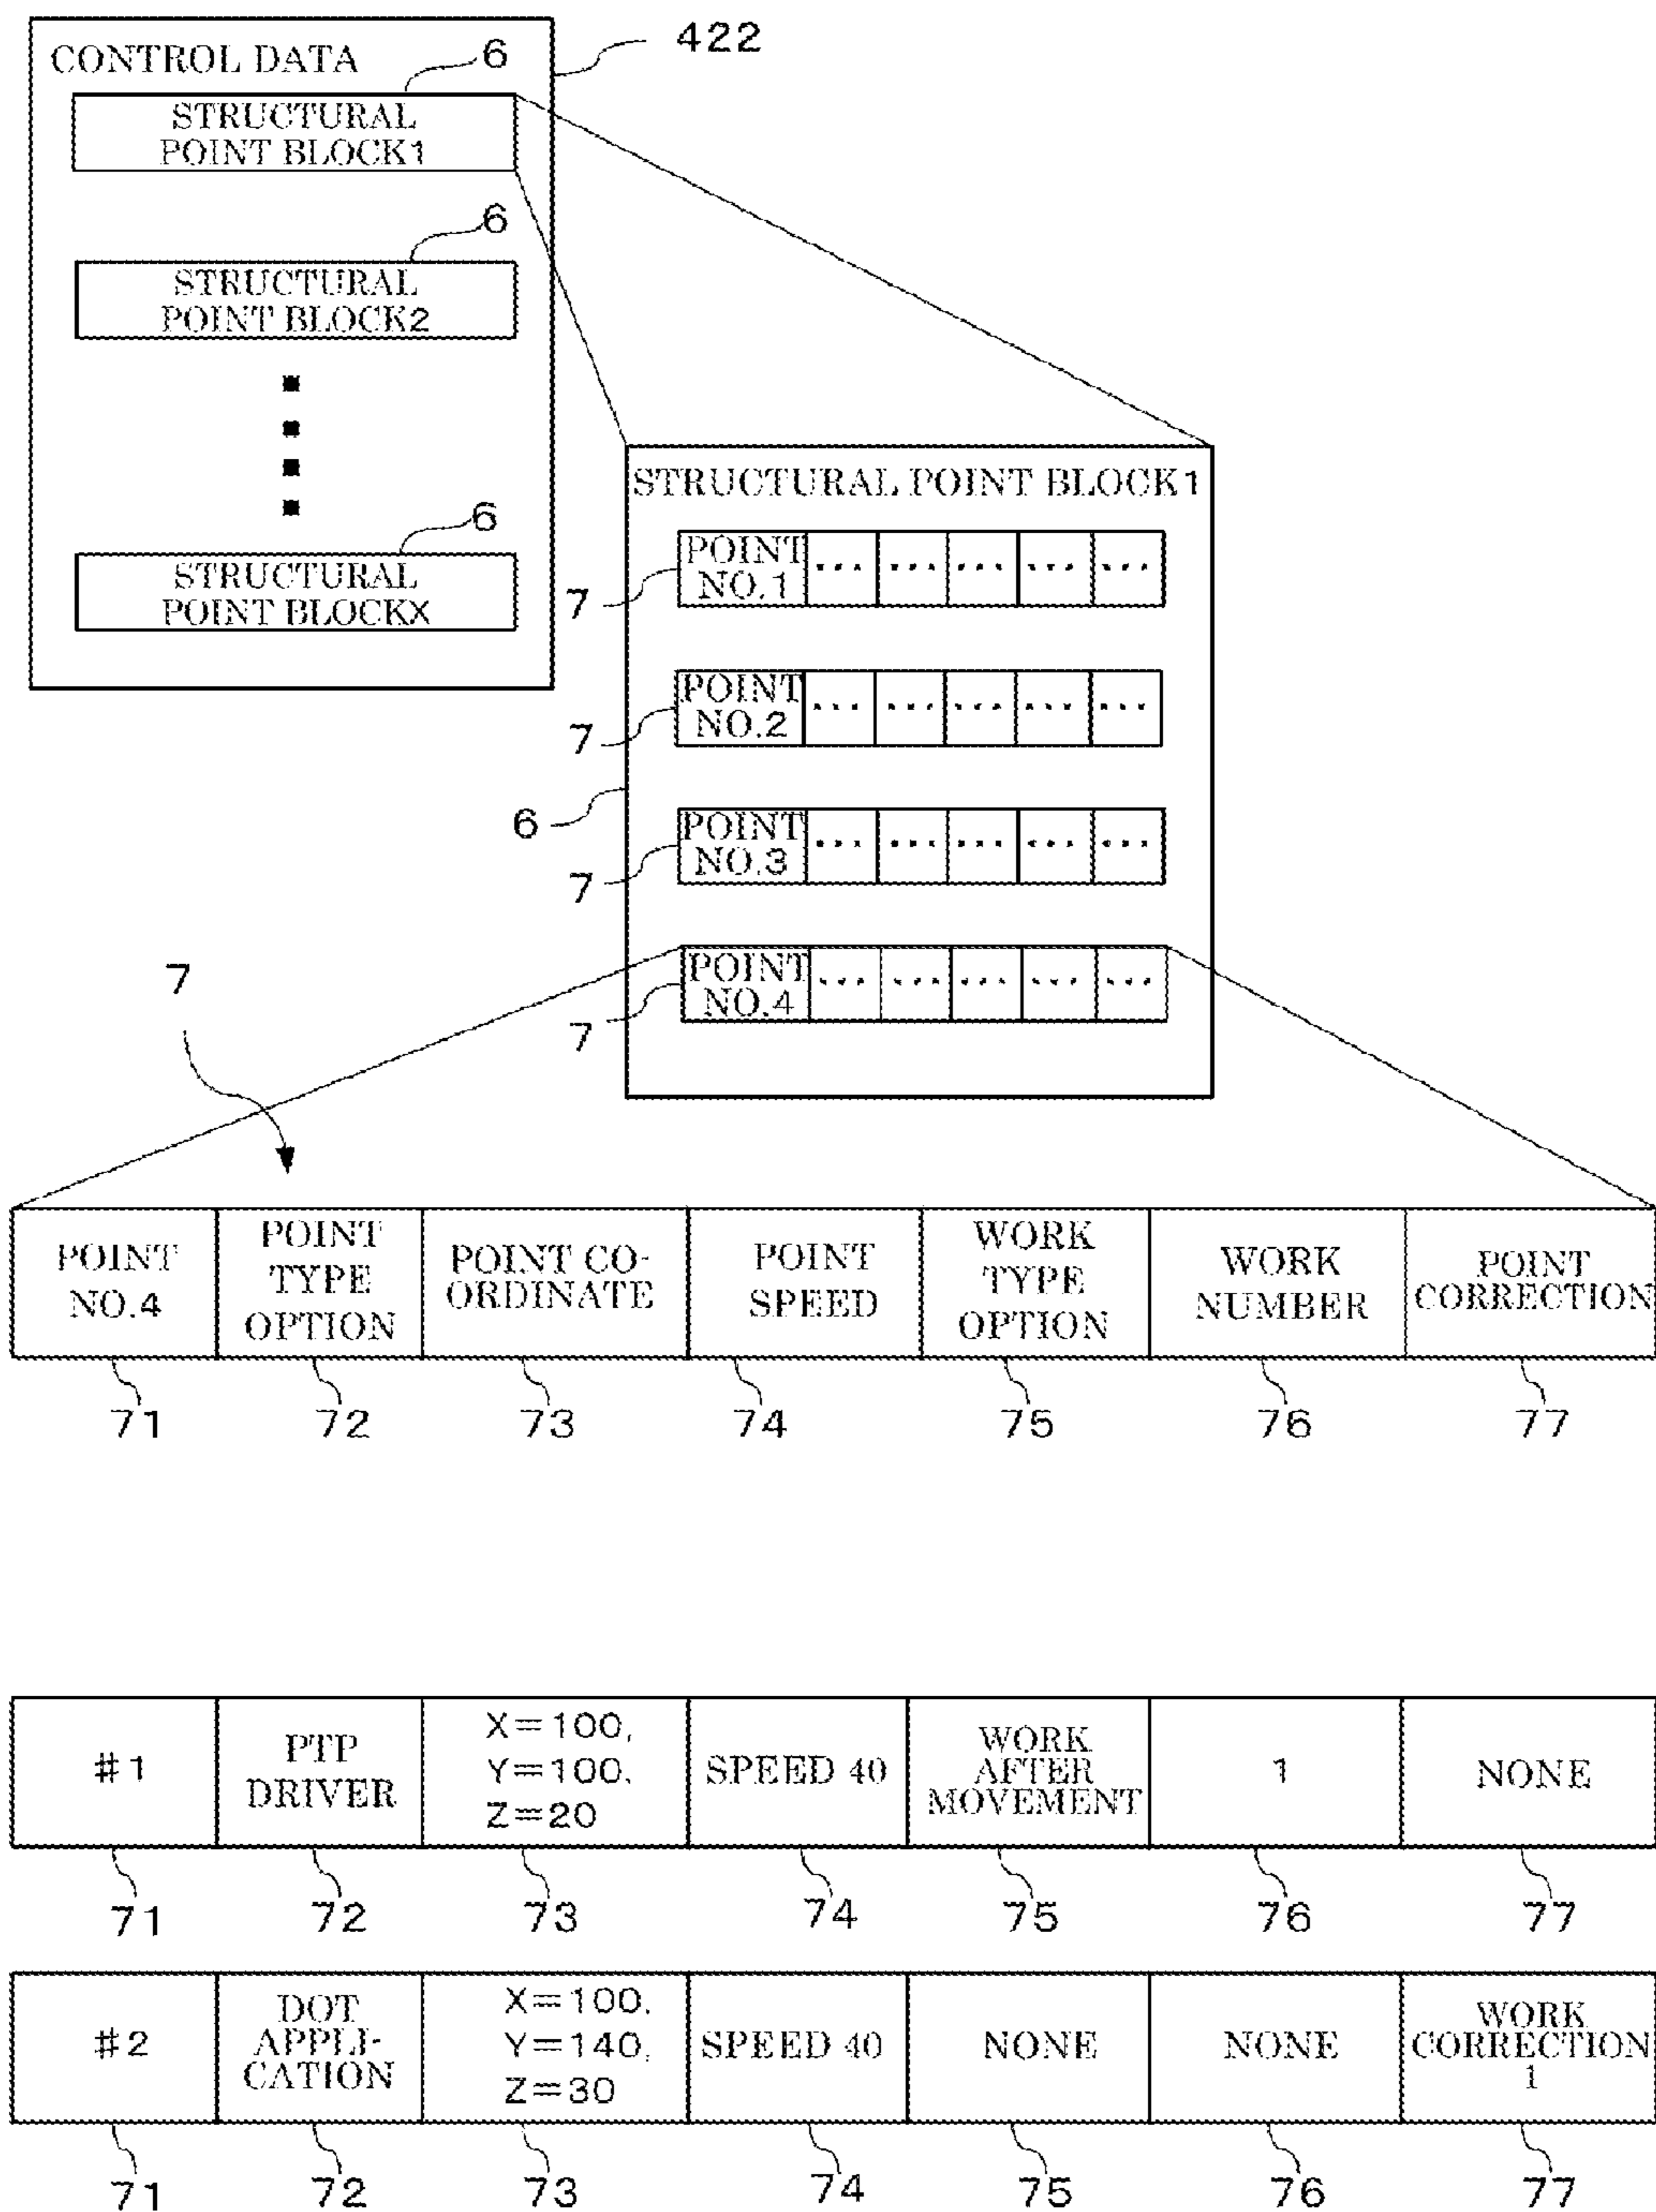 422
CONTROL DATA
6
STRUCTURAL
POINT BLOCK1
6
STRUCTURAL
POINT BLOCK2
6
STRUCTURAL
POINT BLOCKX
STRUCTURAL POINT BLOCK1
POINT
NO.1
7
POINT
NO.2
7
6
POINT
NO.3
7
POINT
NO.4
7
7
POINT
NO.4
POINT
TYPE
OPTION
POINT CO-
ORDINATE
POINT
SPEED
WORK
TYPE
OPTION
WORK
NUMBER
POINT
CORRECTION
71 72 73 74 75 76 77
#1
PTP
DRIVER
X=100,
Y=100,
Z=20
SPEED 40
WORK
AFTER
MOVEMENT
1
NONE
71 72 73 74 75 76 77
#2
DOT
APPLI-
CATION
X=100,
Y=140,
Z=30
SPEED 40
NONE
NONE
WORK
CORRECTION
1
71 72 73 74 75 76 77